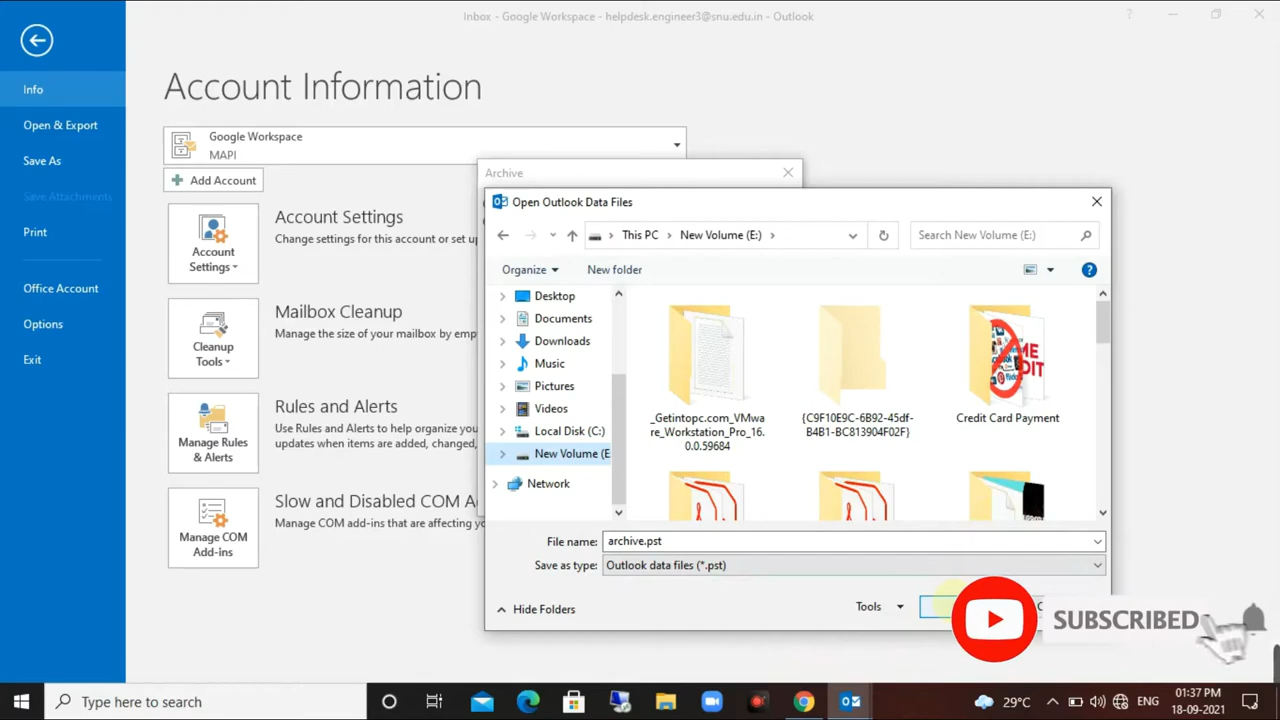 Inbox - Google Workspace - helpdesk.engineer3@snu.edu.in - Outlook
?
Info
Open & Export
Save As
Save Attachments
Print
Office Account
Options
Exit
Account Information
Google Workspace
MAPI
Add Account
Account Settings
Account Settings
Change settings for this account or set up
Cleanup Tools
Mailbox Cleanup
Manage the size of your mailbox by emp
Manage Rules & Alerts
Rules and Alerts
Use Rules and Alerts to help organize you
updates when items are added, changed,
Manage COM Add-ins
Slow and Disabled COM A
Manage COM add-ins that are affecting y
Archive
Open Outlook Data Files
This PC
New Volume (E:)
Search New Volume (E:)
Organize
New folder
?
Desktop
Documents
Downloads
Music
Pictures
Videos
Local Disk (C:)
New Volume (E
Network
_Getintopc.com_VMwa
re_Workstation_Pro_16.
0.0.59684
{C9F10E9C-6B92-45df-
B4B1-BC813904F02F}
Credit Card Payment
File name: archive.pst
Save as type: Outlook data files (*.pst)
Hide Folders
Tools
SUBSCRIBED
Type here to search
29°C
ENG
01:37 PM
18-09-2021